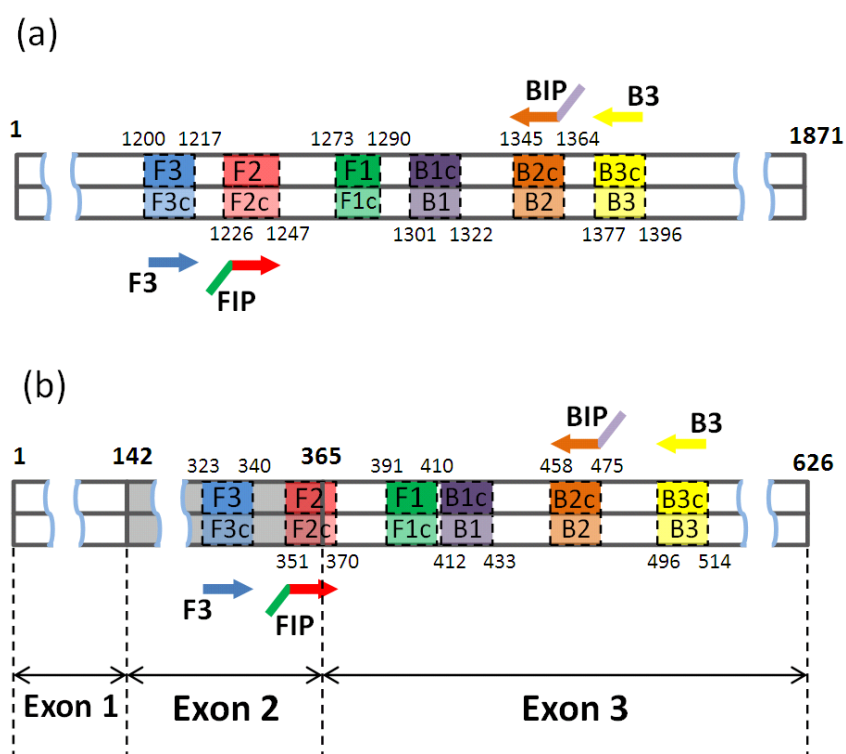 (a)
BIP B3
1 1200 1217 1273 1290 1345 1364 1871
F3 F2 F1 B1c B2c B3c
F3c F2c F1c B1 B2 B3
1226 1247 1301 1322 1377 1396
F3 FIP
(b)
BIP B3
1 142 323 340 365 391 410 458 475 626
F3 F2 F1 B1c B2c B3c
F3c F2c F1c B1 B2 B3
351 370 412 433 496 514
F3 FIP
Exon 1 Exon 2 Exon 3